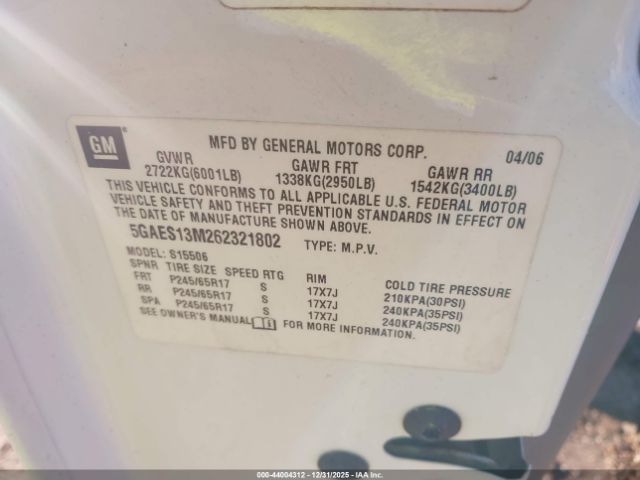 GM
MFD BY GENERAL MOTORS CORP. 04/06
GVWR GAWR FRT GAWR RR
2722KG(6001LB) 1338KG(2950LB) 1542KG(3400LB)
THIS VEHICLE CONFORMS TO ALL APPLICABLE U.S. FEDERAL MOTOR
VEHICLE SAFETY AND THEFT PREVENTION STANDARDS IN EFFECT ON
THE DATE OF MANUFACTURE SHOWN ABOVE.
5GAES13M262321802 TYPE: M.P.V.
MODEL: S15506
SPNR TIRE SIZE SPEED RTG RIM COLD TIRE PRESSURE
FRT P245/65R17 S 17X7J 210KPA(30PSI)
RR P245/65R17 S 17X7J 240KPA(35PSI)
SPA P245/65R17 S 17X7J 240KPA(35PSI)
SEE OWNER'S MANUAL FOR MORE INFORMATION.
000-44004312 - 12/31/2025 - IAAI.COM